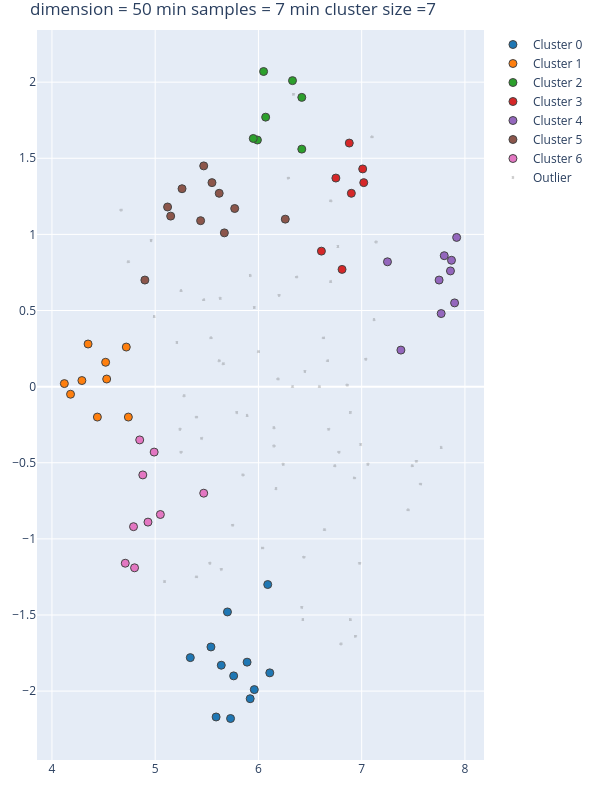 dimension = 50 min samples = 7 min cluster size =7
Cluster 0
Cluster 1
Cluster 2
Cluster 3
Cluster 4
Cluster 5
Cluster 6
Outlier
2
1.5
1
0.5
0
−0.5
−1
−1.5
−2
4 5 6 7 8